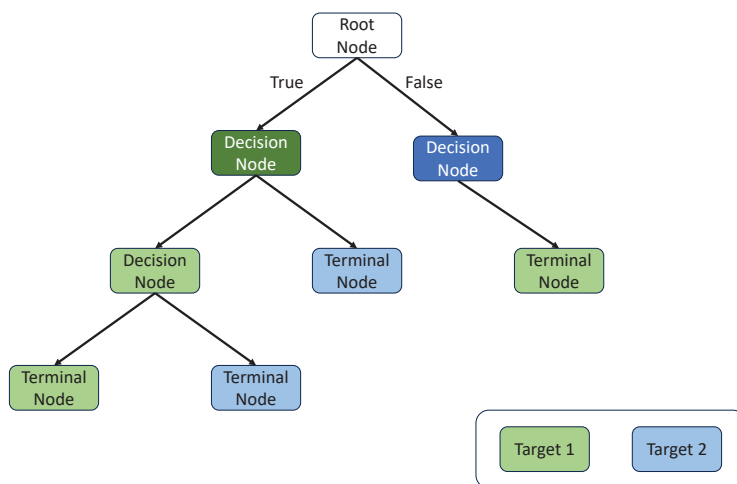 Root
Node
True
False
Decision
Node
Decision
Node
Decision
Node
Terminal
Node
Terminal
Node
Terminal
Node
Terminal
Node
Target 1
Target 2